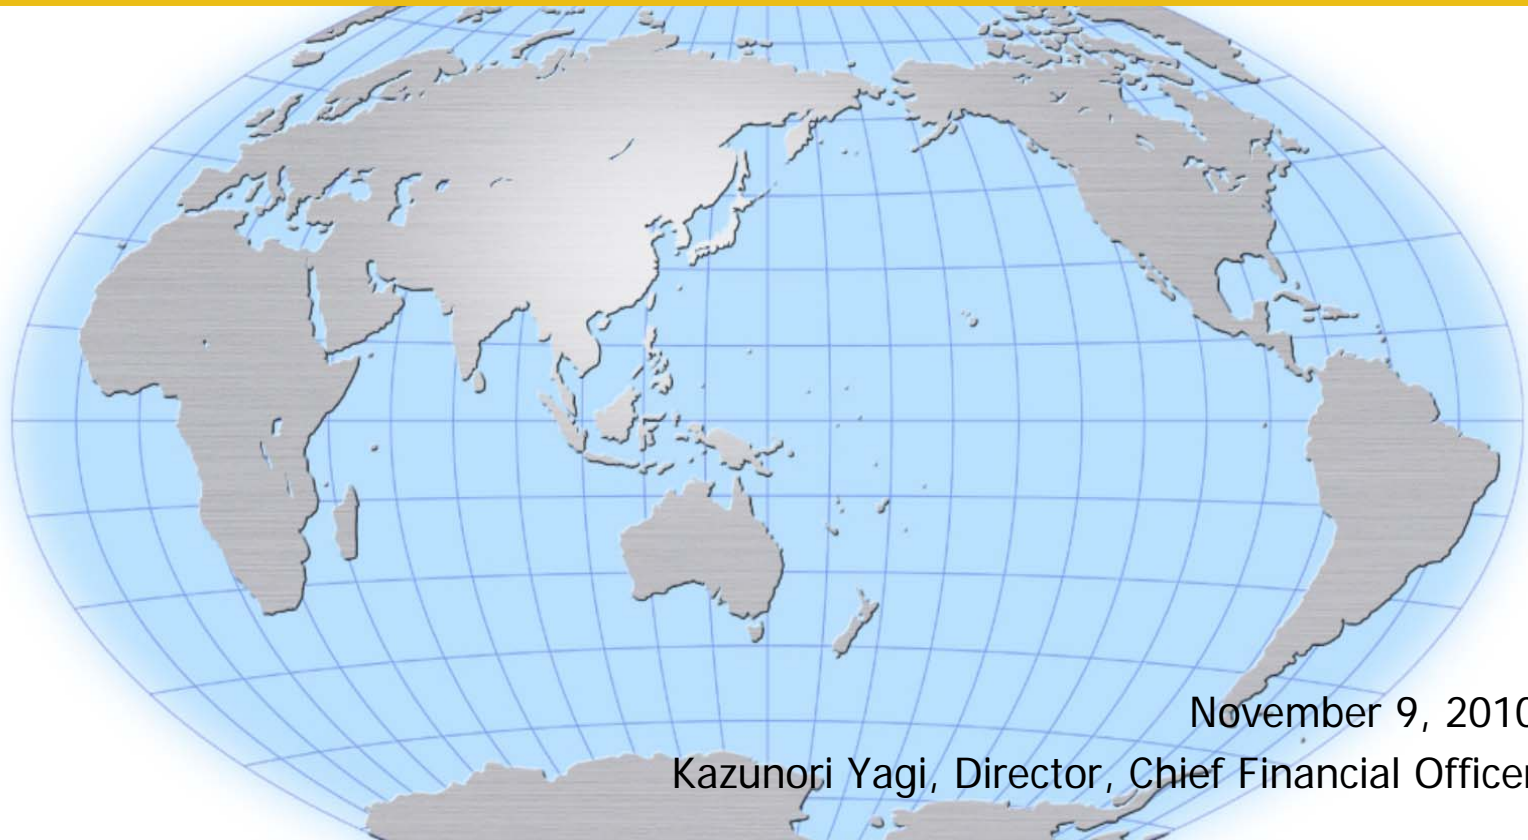 November 9, 2010
Kazunori Yagi, Director, Chief Financial Officer